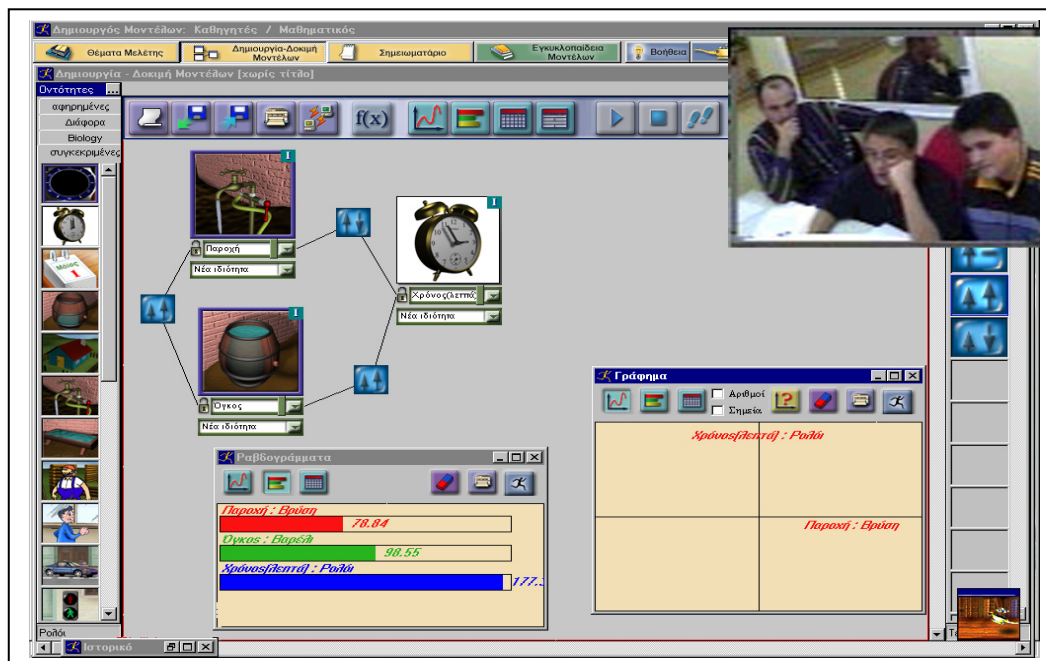 Δημιουργός Μοντέλων: Καθηγητές / Μαθηματικός
Θέματα Μελέτης
Δημιουργία-Δοκιμή
Μοντέλων
Σημειωματάριο
Εγκυκλοπαίδεια
Μοντέλων
Βοήθεια
Δημιουργία - Δοκιμή Μοντέλων [χωρίς τίτλο]
Οντότητες ...
αφηρημένες
Διάφορα
Biology
συγκεκριμένες
f(x)
Μαϊος
1
I
Παροχή
Νέα ιδιότητα
I
Χρόνος(λεπτά)
Νέα ιδιότητα
I
Όγκος
Νέα ιδιότητα
Ραβδογράμματα
Παροχή : Βρύση
78.84
Όγκος : Βαρέλι
98.55
Χρόνος(λεπτά) : Ρολόι
Γράφημα
Αριθμοί
Σημεία
Χρόνος(λεπτά) : Ρολόι
Παροχή : Βρύση
Ρολόι
Ιστορικό